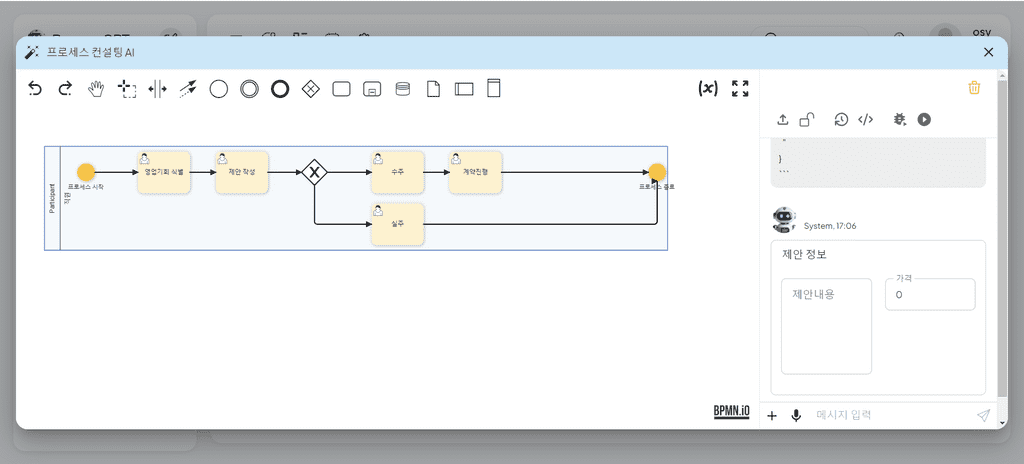 OSV
프로세스 컨설팅 AI
(x)
Participant
직원
프로세스 시작
영업기회 식별
제안 작성
X
수주
계약진행
프로세스 종료
실주
BPMN.iO
}
```
System, 17:06
제안 정보
제안내용
가격
0
메시지 입력